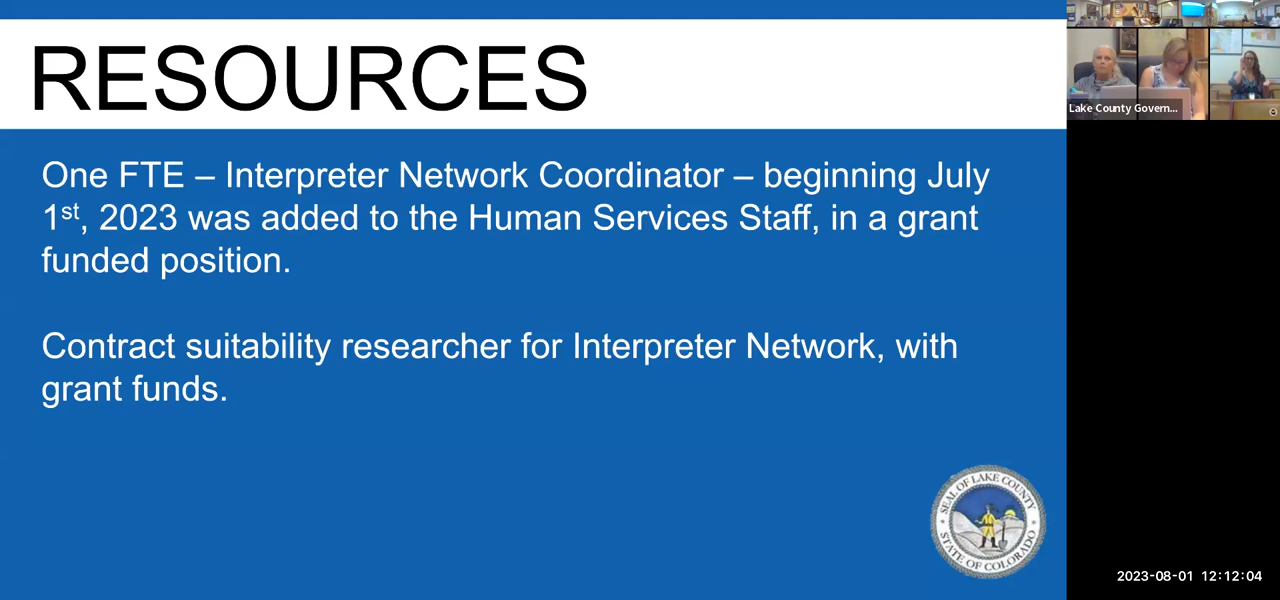 RESOURCES
One FTE – Interpreter Network Coordinator – beginning July
1st, 2023 was added to the Human Services Staff, in a grant
funded position.
Contract suitability researcher for Interpreter Network, with
grant funds.
SEAL OF LAKE COUNTY
STATE OF COLORADO
Lake County Govern...
2023-08-01 12:12:04